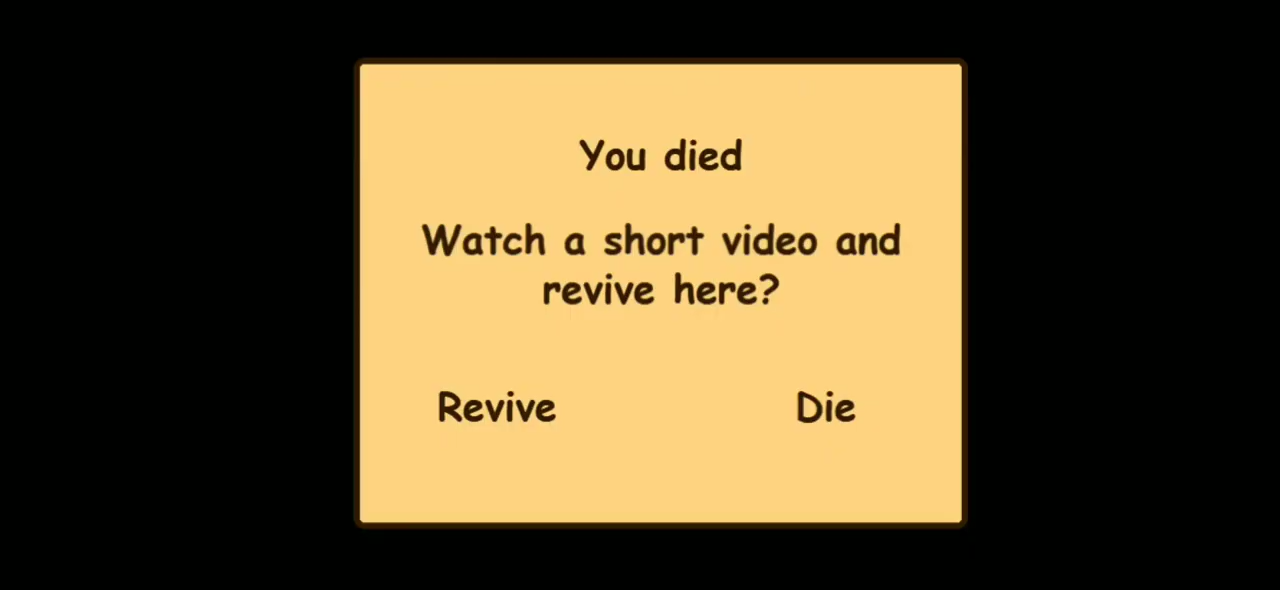 You died
Watch a short video and
revive here?
Revive
Die